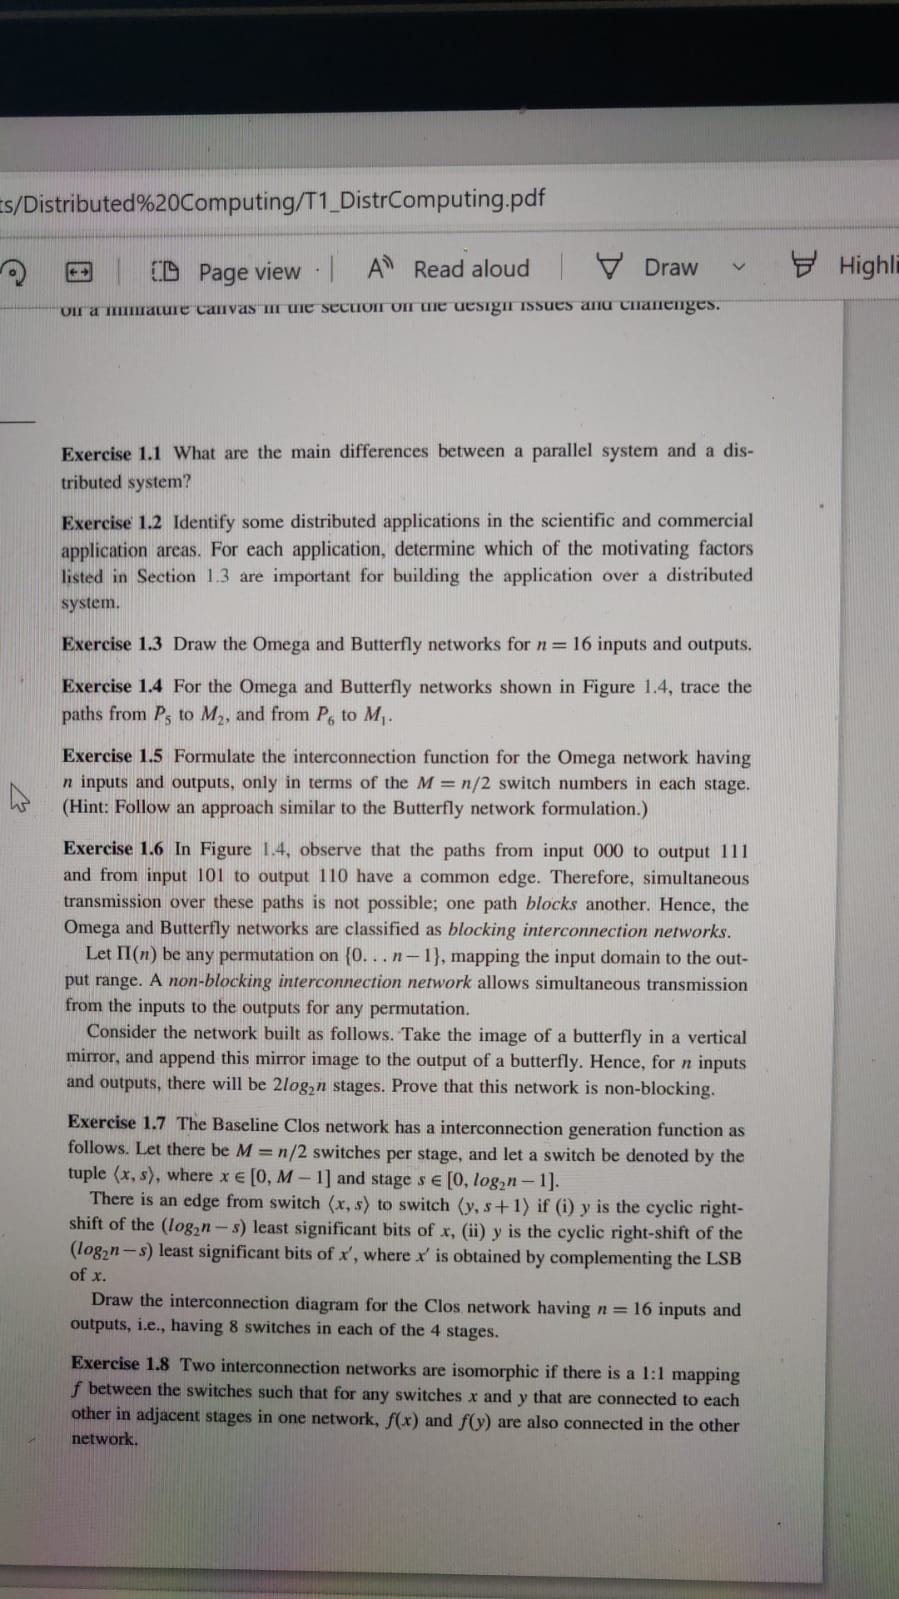 ts/Distributed%20Computing/T1_DistrComputing.pdf
Page view | A Read aloud | Draw Highli
on a miniature canvas in the section on the design issues and challenges.
Exercise 1.1 What are the main differences between a parallel system and a dis-
tributed system?
Exercise 1.2 Identify some distributed applications in the scientific and commercial
application areas. For each application, determine which of the motivating factors
listed in Section 1.3 are important for building the application over a distributed
system.
Exercise 1.3 Draw the Omega and Butterfly networks for n = 16 inputs and outputs.
Exercise 1.4 For the Omega and Butterfly networks shown in Figure 1.4, trace the
paths from P₅ to M₂, and from P₆ to M₁.
Exercise 1.5 Formulate the interconnection function for the Omega network having
n inputs and outputs, only in terms of the M = n/2 switch numbers in each stage.
(Hint: Follow an approach similar to the Butterfly network formulation.)
Exercise 1.6 In Figure 1.4, observe that the paths from input 000 to output 111
and from input 101 to output 110 have a common edge. Therefore, simultaneous
transmission over these paths is not possible; one path blocks another. Hence, the
Omega and Butterfly networks are classified as blocking interconnection networks.
Let Π(n) be any permutation on {0. . . n − 1}, mapping the input domain to the out-
put range. A non-blocking interconnection network allows simultaneous transmission
from the inputs to the outputs for any permutation.
Consider the network built as follows. Take the image of a butterfly in a vertical
mirror, and append this mirror image to the output of a butterfly. Hence, for n inputs
and outputs, there will be 2log₂n stages. Prove that this network is non-blocking.
Exercise 1.7 The Baseline Clos network has a interconnection generation function as
follows. Let there be M = n/2 switches per stage, and let a switch be denoted by the
tuple ⟨x, s⟩, where x ∈ [0, M − 1] and stage s ∈ [0, log₂n − 1].
There is an edge from switch ⟨x, s⟩ to switch ⟨y, s + 1⟩ if (i) y is the cyclic right-
shift of the (log₂n − s) least significant bits of x, (ii) y is the cyclic right-shift of the
(log₂n − s) least significant bits of x′, where x′ is obtained by complementing the LSB
of x.
Draw the interconnection diagram for the Clos network having n = 16 inputs and
outputs, i.e., having 8 switches in each of the 4 stages.
Exercise 1.8 Two interconnection networks are isomorphic if there is a 1:1 mapping
f between the switches such that for any switches x and y that are connected to each
other in adjacent stages in one network, f(x) and f(y) are also connected in the other
network.